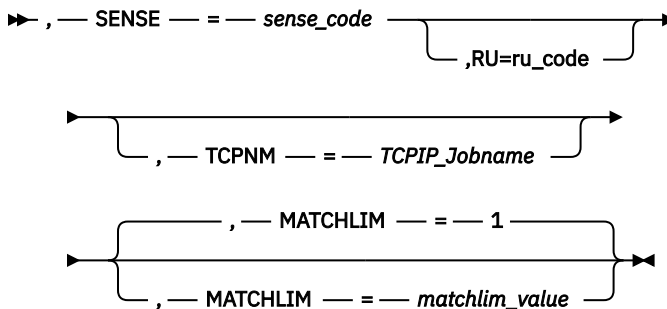 , SENSE = sense_code
,RU=ru_code
, TCPNM = TCPIP_Jobname
, MATCHLIM = 1
, MATCHLIM = matchlim_value